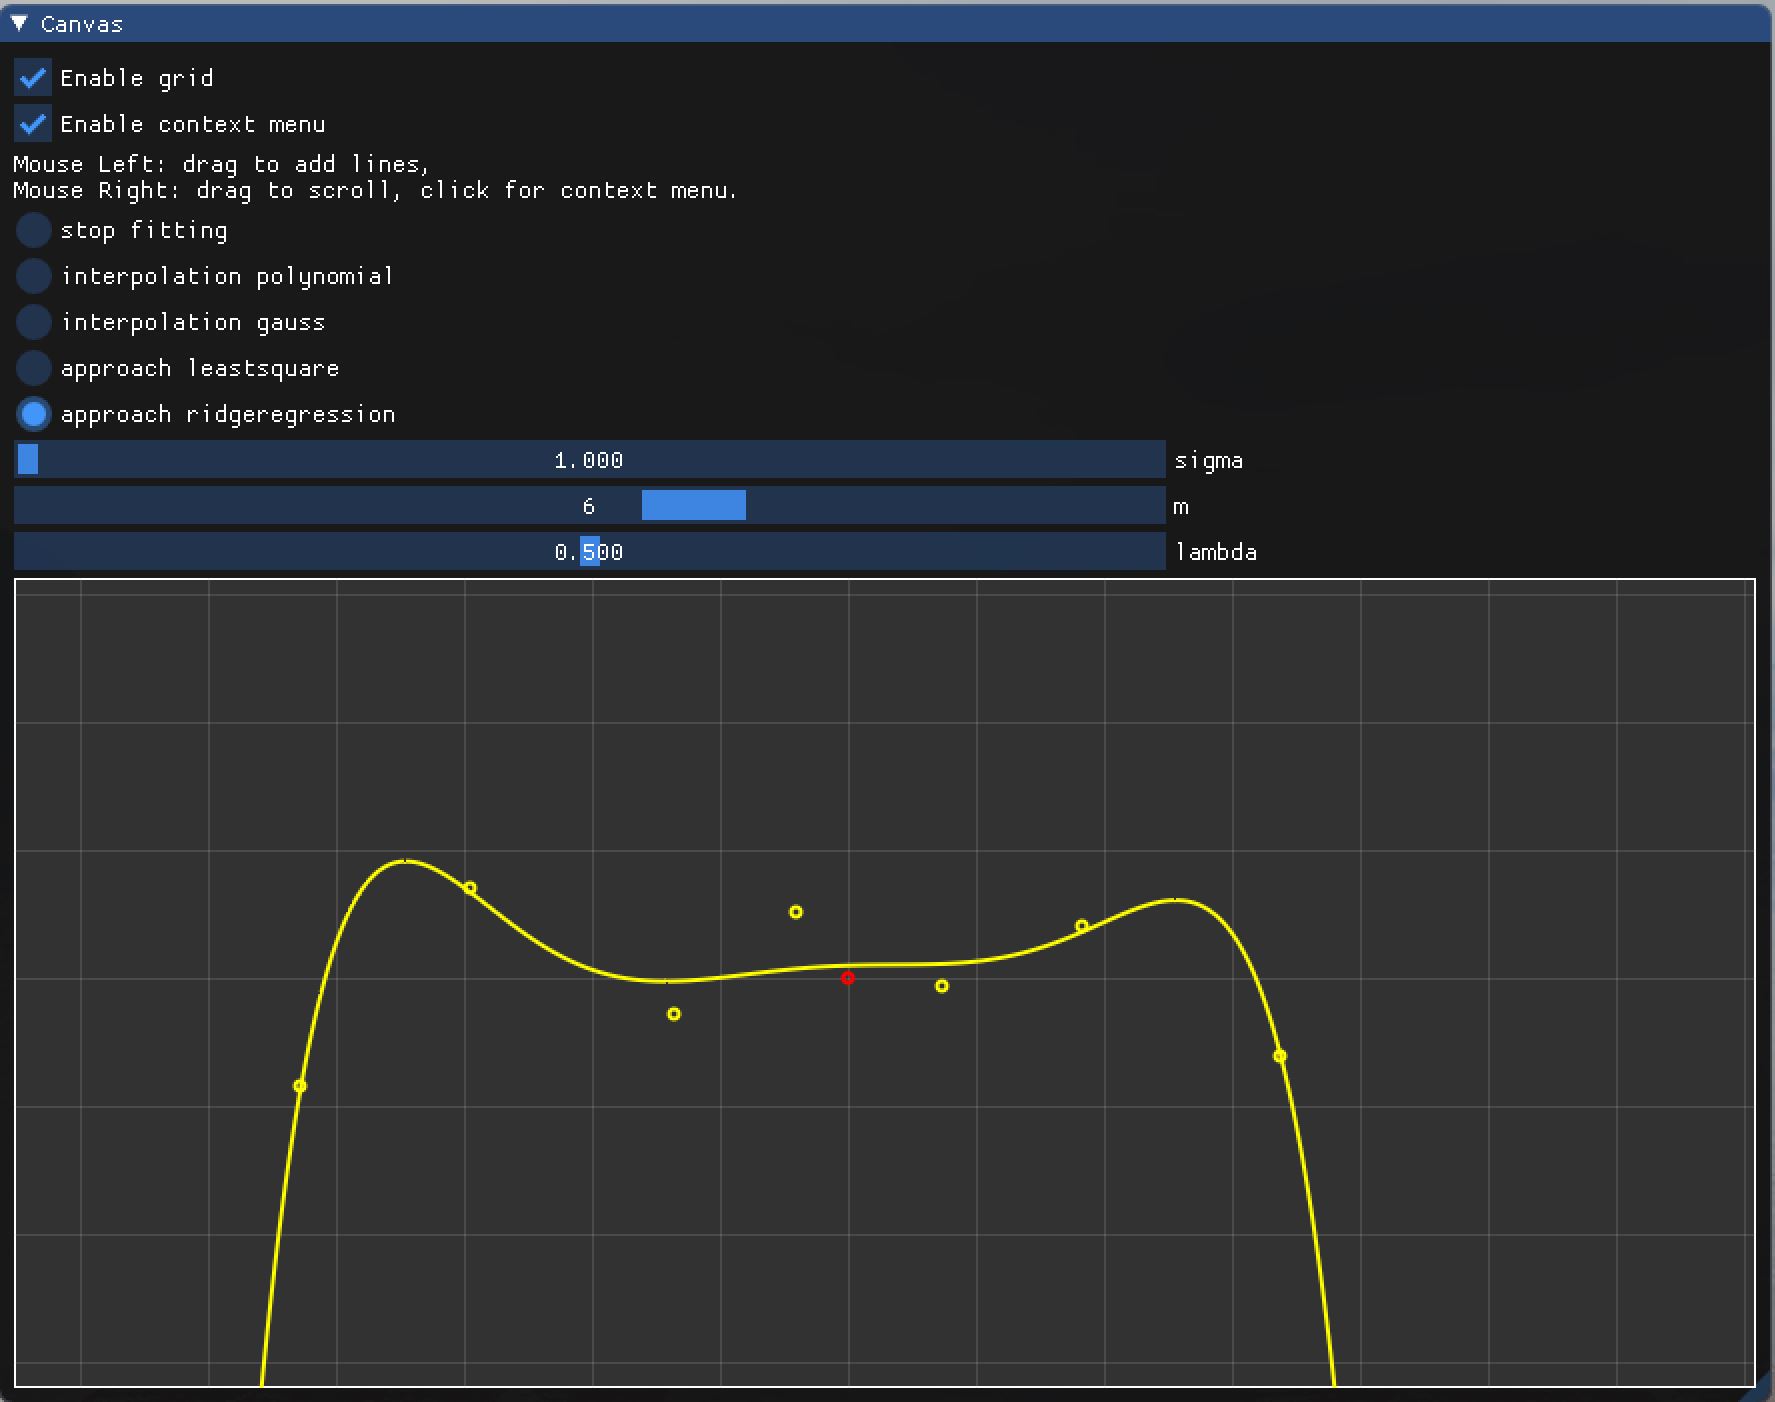 Canvas
Enable grid
Enable context menu
Mouse Left: drag to add lines,
Mouse Right: drag to scroll, click for context menu.
stop fitting
interpolation polynomial
interpolation gauss
approach leastsquare
approach ridgeregression
1.000 sigma
6 m
0.500 lambda